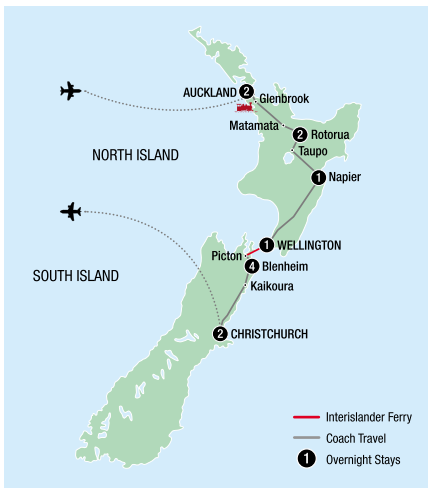 AUCKLAND 2
Glenbrook
Matamata
2 Rotorua
Taupo
NORTH ISLAND
1 Napier
1 WELLINGTON
Picton
4 Blenheim
SOUTH ISLAND
Kaikoura
2 CHRISTCHURCH
Interislander Ferry
Coach Travel
1 Overnight Stays